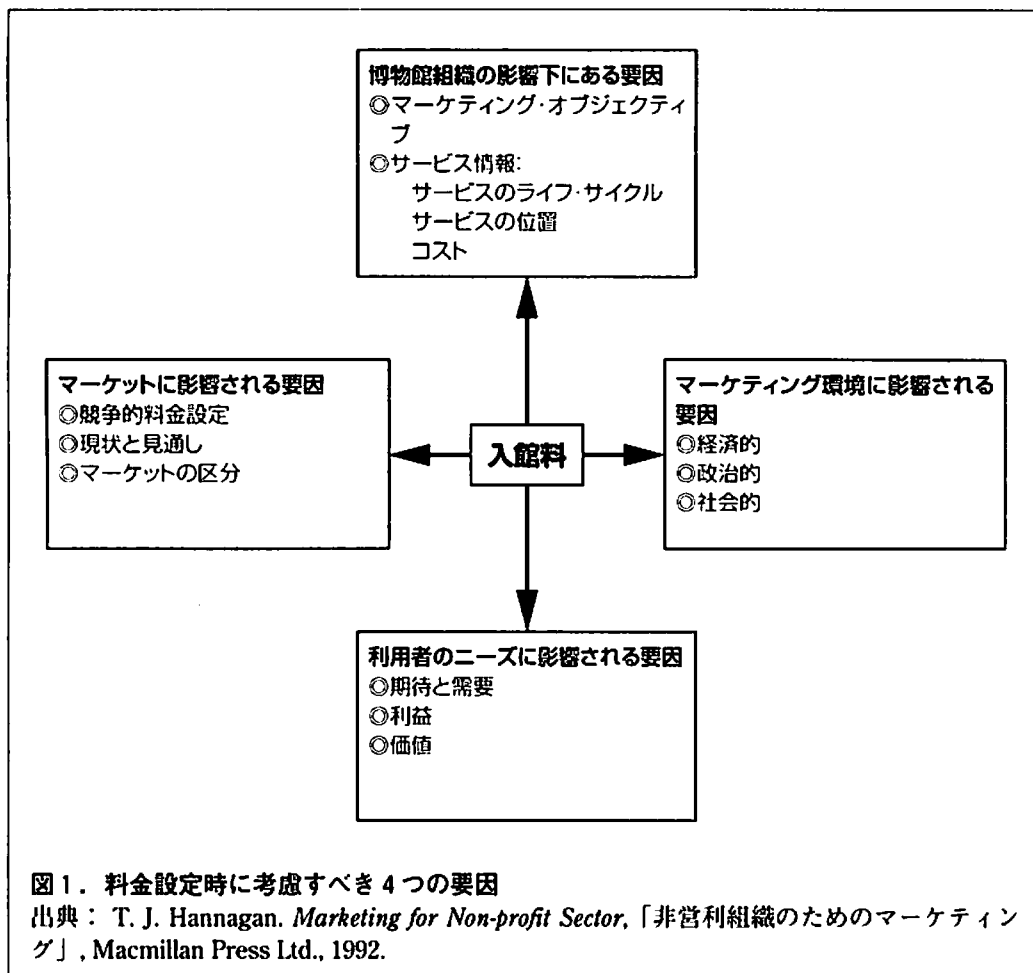 博物館組織の影響下にある要因
◎マーケティング・オブジェクティ
ブ
◎サービス情報:
サービスのライフ・サイクル
サービスの位置
コスト
マーケットに影響される要因
◎競争的料金設定
◎現状と見通し
◎マーケットの区分
入館料
マーケティング環境に影響される
要因
◎経済的
◎政治的
◎社会的
利用者のニーズに影響される要因
◎期待と需要
◎利益
◎価値
図1. 料金設定時に考慮すべき4つの要因
出典: T. J. Hannagan. Marketing for Non-profit Sector,「非営利組織のためのマーケティン
グ」, Macmillan Press Ltd., 1992.